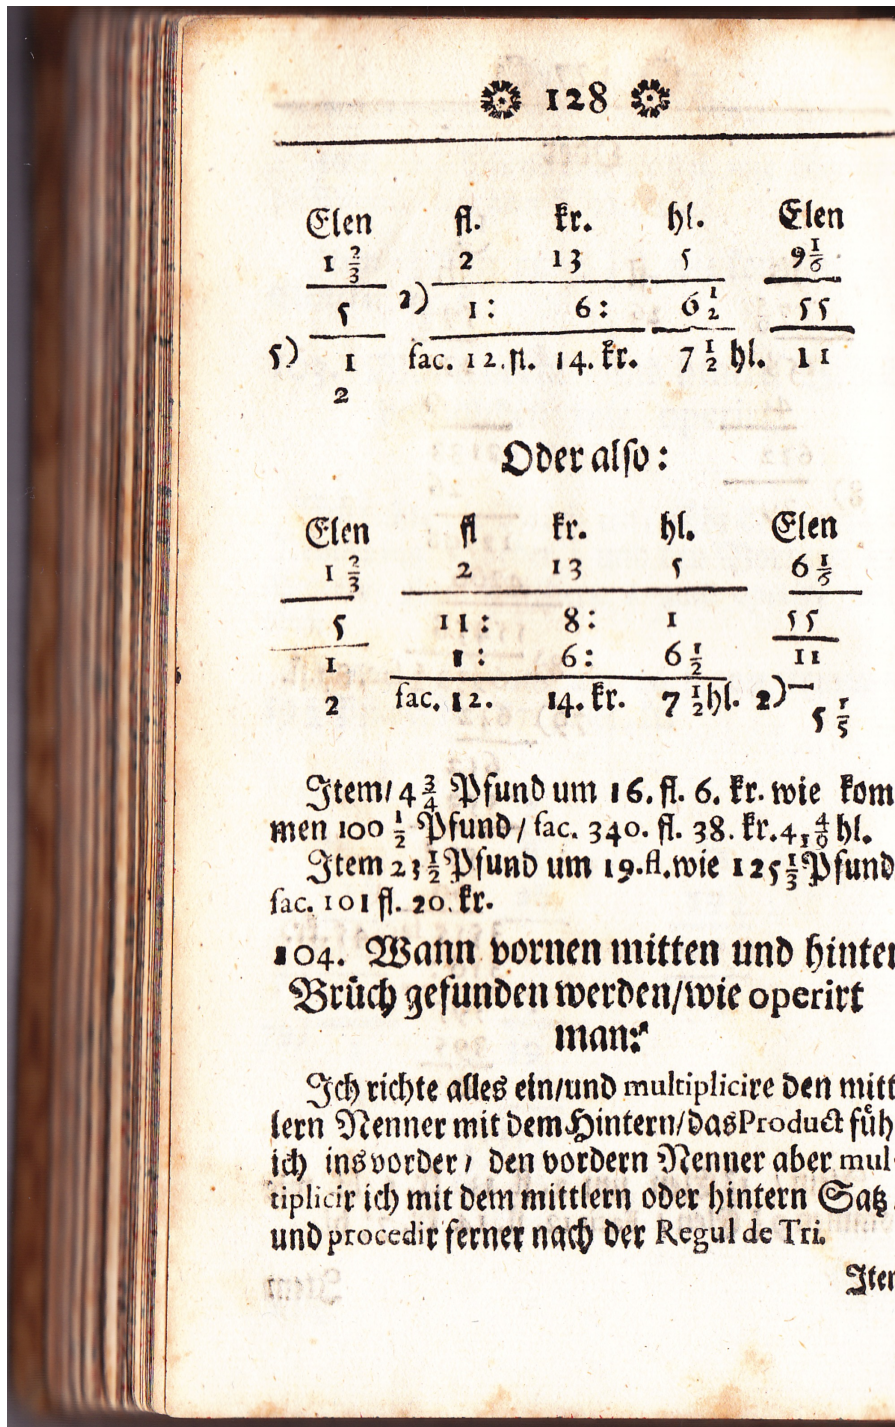 128
Elen fl. kr. hl. Elen
1 2/3 2 13 5 9 1/6
5 2) 1: 6: 6 1/2 55
5) 1 fac. 12. fl. 14. kr. 7 1/2 hl. 11
2
Oder also:
Elen fl kr. hl. Elen
1 2/3 2 13 5 6 1/6
5 11: 8: 1 55
1 1: 6: 6 1/2 11
2 fac. 12. 14. kr. 7 1/2 hl. 2)
5 1/5
Item/ 4 3/4 Pfund um 16. fl. 6. kr. wie kom
men 100 1/2 Pfund/ fac. 340. fl. 38. kr. hl.
Item 23 1/2 Pfund um 19. fl. wie 125 1/3 Pfund
fac. 101 fl. 20. kr.
104. Wann vornen mitten und hinten
Brüch gefunden werden/ wie operirt
man?
Ich richte alles ein/ und multiplicire den mitt
lern Nenner mit dem Hintern/ das Product füh
ich ins vorder/ den vordern Nenner aber mul
tiplicir ich mit dem mittlern oder hintern Satz
und procedir ferner nach der Regul de Tri.
Item